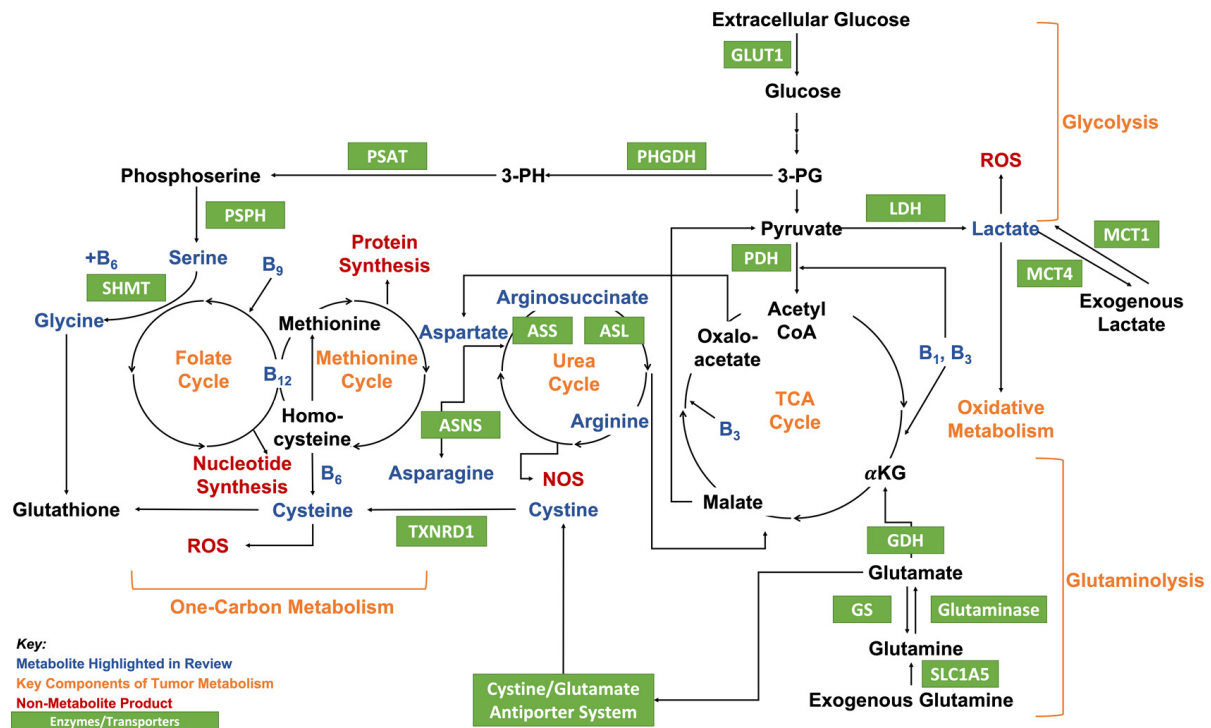 Extracellular Glucose
GLUT1
Glucose
Glycolysis
PSAT
PHGDH
ROS
Phosphoserine
3-PH
3-PG
PSPH
LDH
Pyruvate
Lactate
MCT1
PDH
MCT4
+B6
Serine
B9
Protein
Synthesis
SHMT
Glycine
Methionine
Arginosuccinate
Aspartate
ASS
ASL
Acetyl
CoA
Oxalo-
acetate
Exogenous
Lactate
Folate
Cycle
B12
Methionine
Cycle
Urea
Cycle
B1, B3
TCA
Cycle
Oxidative
Metabolism
Homo-
cysteine
ASNS
Arginine
B3
Nucleotide
Synthesis
B6
Asparagine
NOS
αKG
Malate
Glutathione
Cysteine
TXNRD1
Cystine
ROS
GDH
Glutamate
Glutaminolysis
One-Carbon Metabolism
GS
Glutaminase
Glutamine
SLC1A5
Exogenous Glutamine
Cystine/Glutamate
Antiporter System
Key:
Metabolite Highlighted in Review
Key Components of Tumor Metabolism
Non-Metabolite Product
Enzymes/Transporters